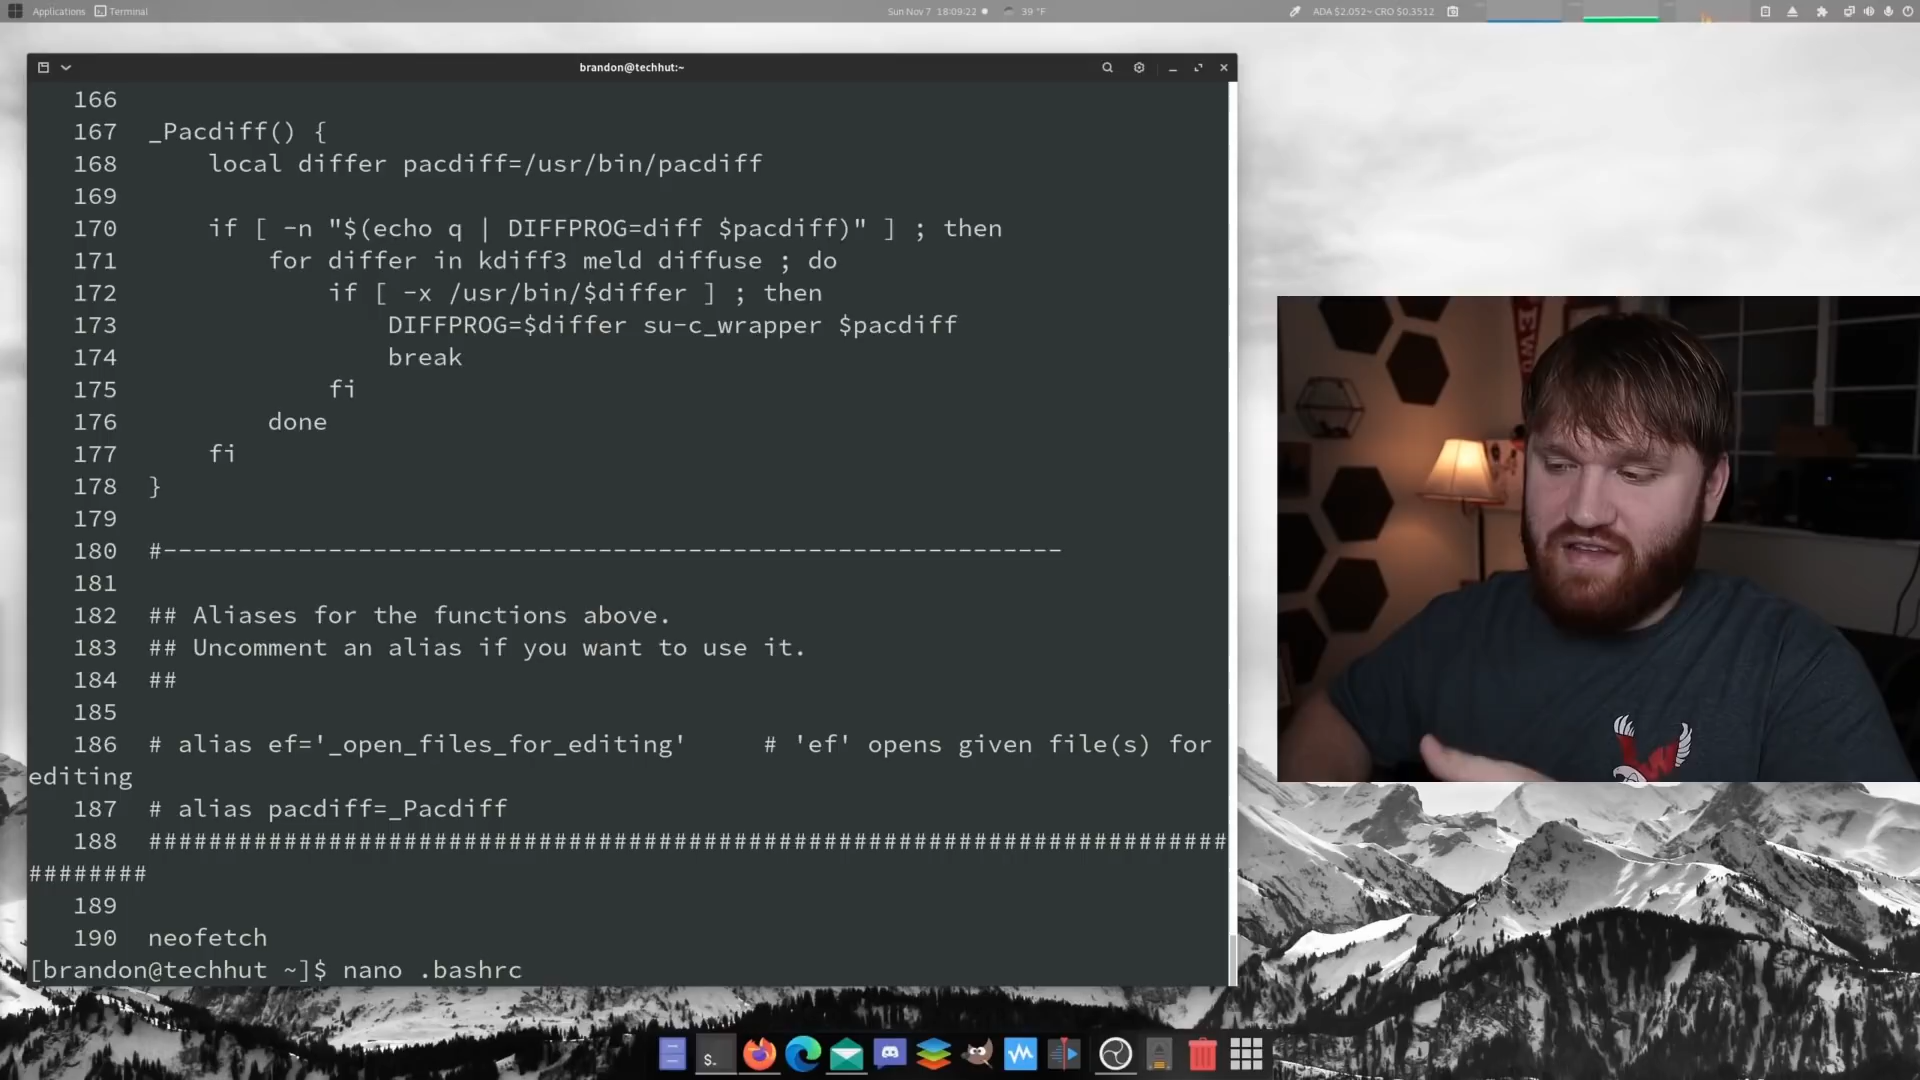 Applications Terminal Sun Nov 7 18:09:22 39 °F ADA $2.052~ CRO $0.3512
brandon@techhut:~
166
167 _Pacdiff() {
168 local differ pacdiff=/usr/bin/pacdiff
169
170 if [ -n "$(echo q | DIFFPROG=diff $pacdiff)" ] ; then
171 for differ in kdiff3 meld diffuse ; do
172 if [ -x /usr/bin/$differ ] ; then
173 DIFFPROG=$differ su-c_wrapper $pacdiff
174 break
175 fi
176 done
177 fi
178 }
179
180 #------------------------------------------------------------
181
182 ## Aliases for the functions above.
183 ## Uncomment an alias if you want to use it.
184 ##
185
186 # alias ef='_open_files_for_editing' # 'ef' opens given file(s) for
editing
187 # alias pacdiff=_Pacdiff
188 ########################################################################
########
189
190 neofetch
[brandon@techhut ~]$ nano .bashrc